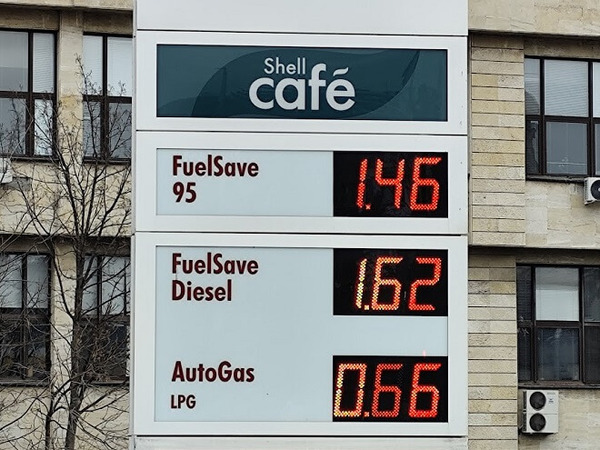 Shell
café
FuelSave 1.46
95
FuelSave 1.62
Diesel
AutoGas 0.66
LPG